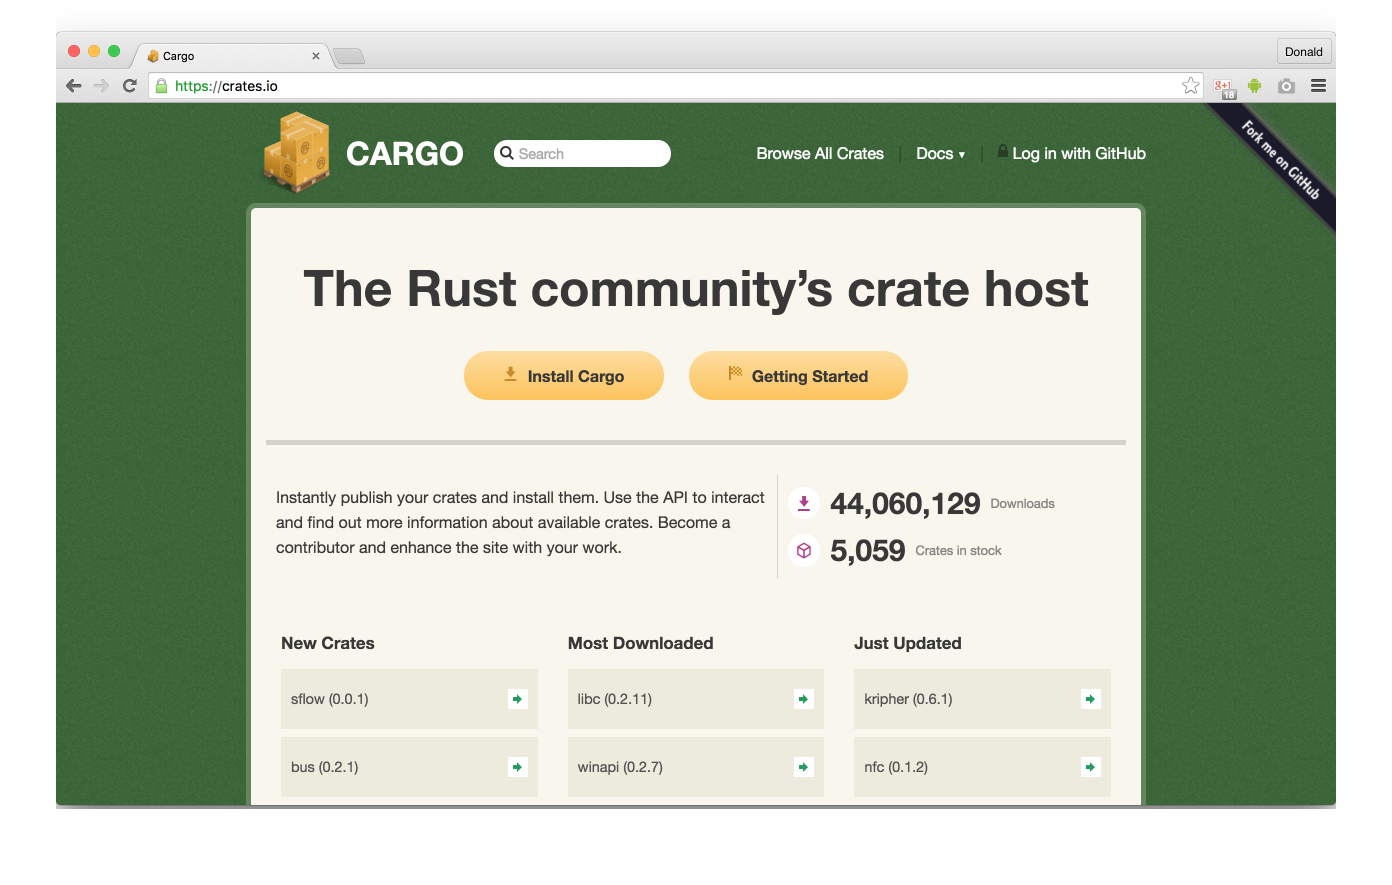 Cargo
Donald
https://crates.io
g+1
18
CARGO
Search
Browse All Crates
Docs ▾
Log in with GitHub
Fork me on GitHub
The Rust community’s crate host
Install Cargo
Getting Started
Instantly publish your crates and install them. Use the API to interact
and find out more information about available crates. Become a
contributor and enhance the site with your work.
44,060,129 Downloads
5,059 Crates in stock
New Crates
sflow (0.0.1)
bus (0.2.1)
Most Downloaded
libc (0.2.11)
winapi (0.2.7)
Just Updated
kripher (0.6.1)
nfc (0.1.2)